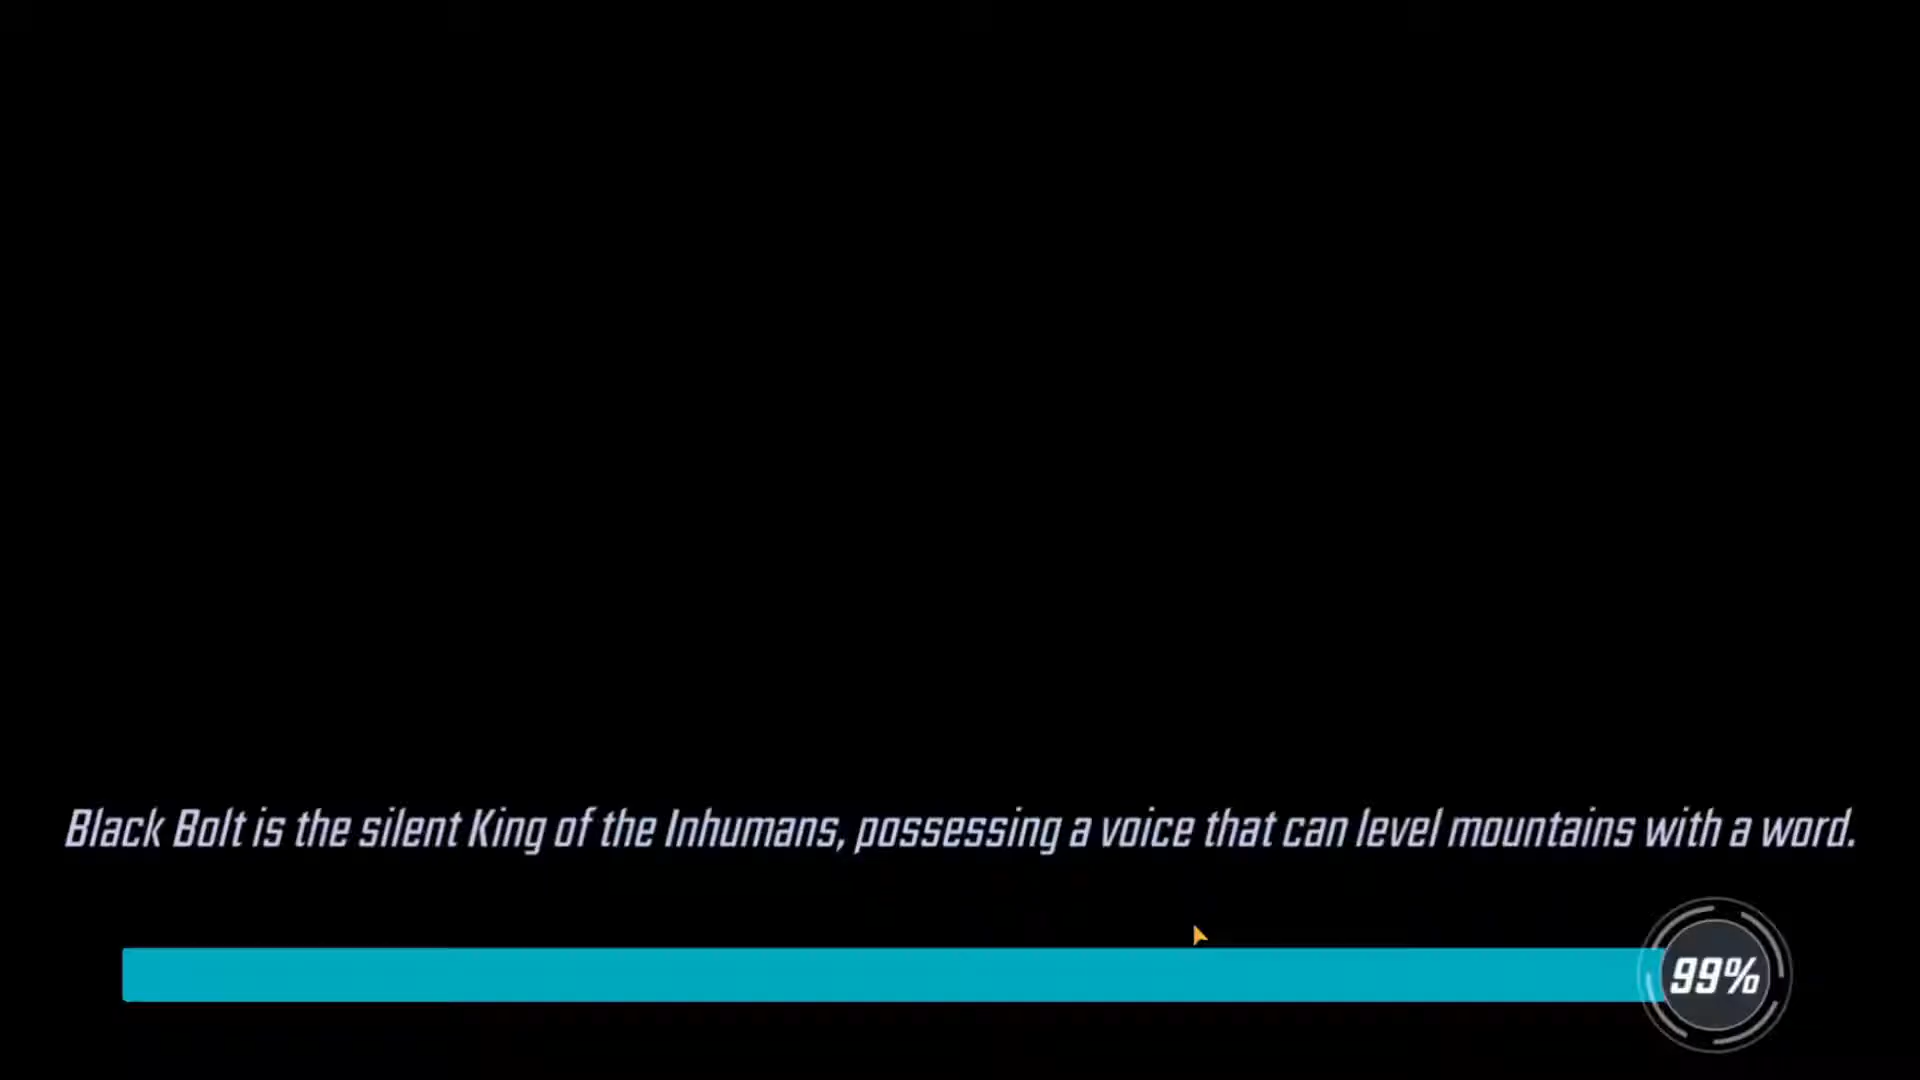 Black Bolt is the silent King of the Inhumans, possessing a voice that can level mountains with a word.
99%